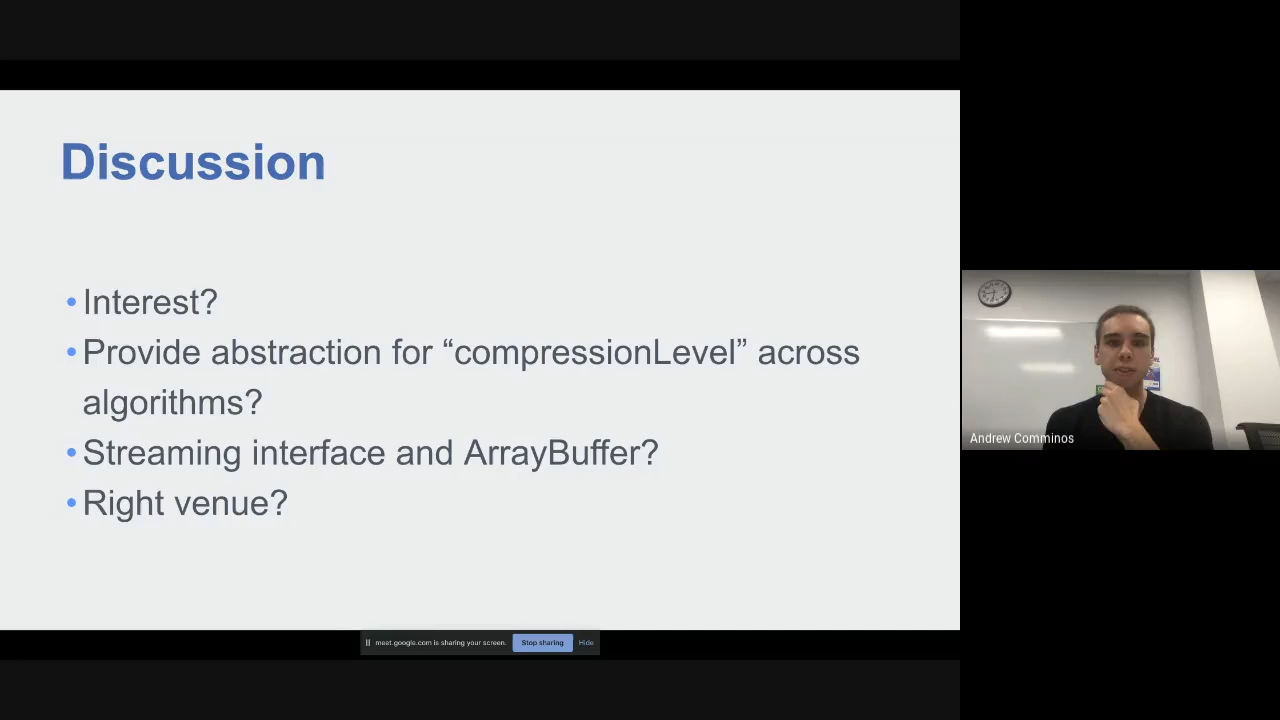 Discussion
•Interest?
•Provide abstraction for “compressionLevel” across
algorithms?
•Streaming interface and ArrayBuffer?
•Right venue?
Andrew Comminos
meet.google.com is sharing your screen. Stop sharing Hide